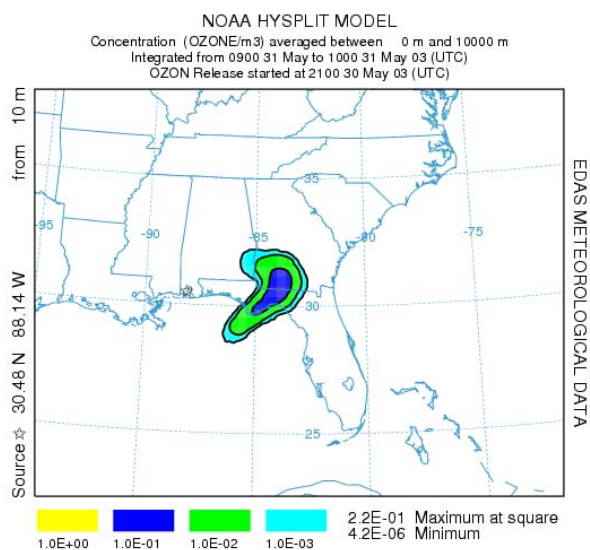 NOAA HYSPLIT MODEL
Concentration (OZONE/m3) averaged between 0 m and 10000 m
Integrated from 0900 31 May to 1000 31 May 03 (UTC)
OZON Release started at 2100 30 May 03 (UTC)
Source ☆ 30.48 N 88.14 W from 10 m
-95
-90
-85
-80
-75
35
30
25
EDAS METEOROLOGICAL DATA
1.0E+00 1.0E-01 1.0E-02 1.0E-03
2.2E-01 Maximum at square
4.2E-06 Minimum